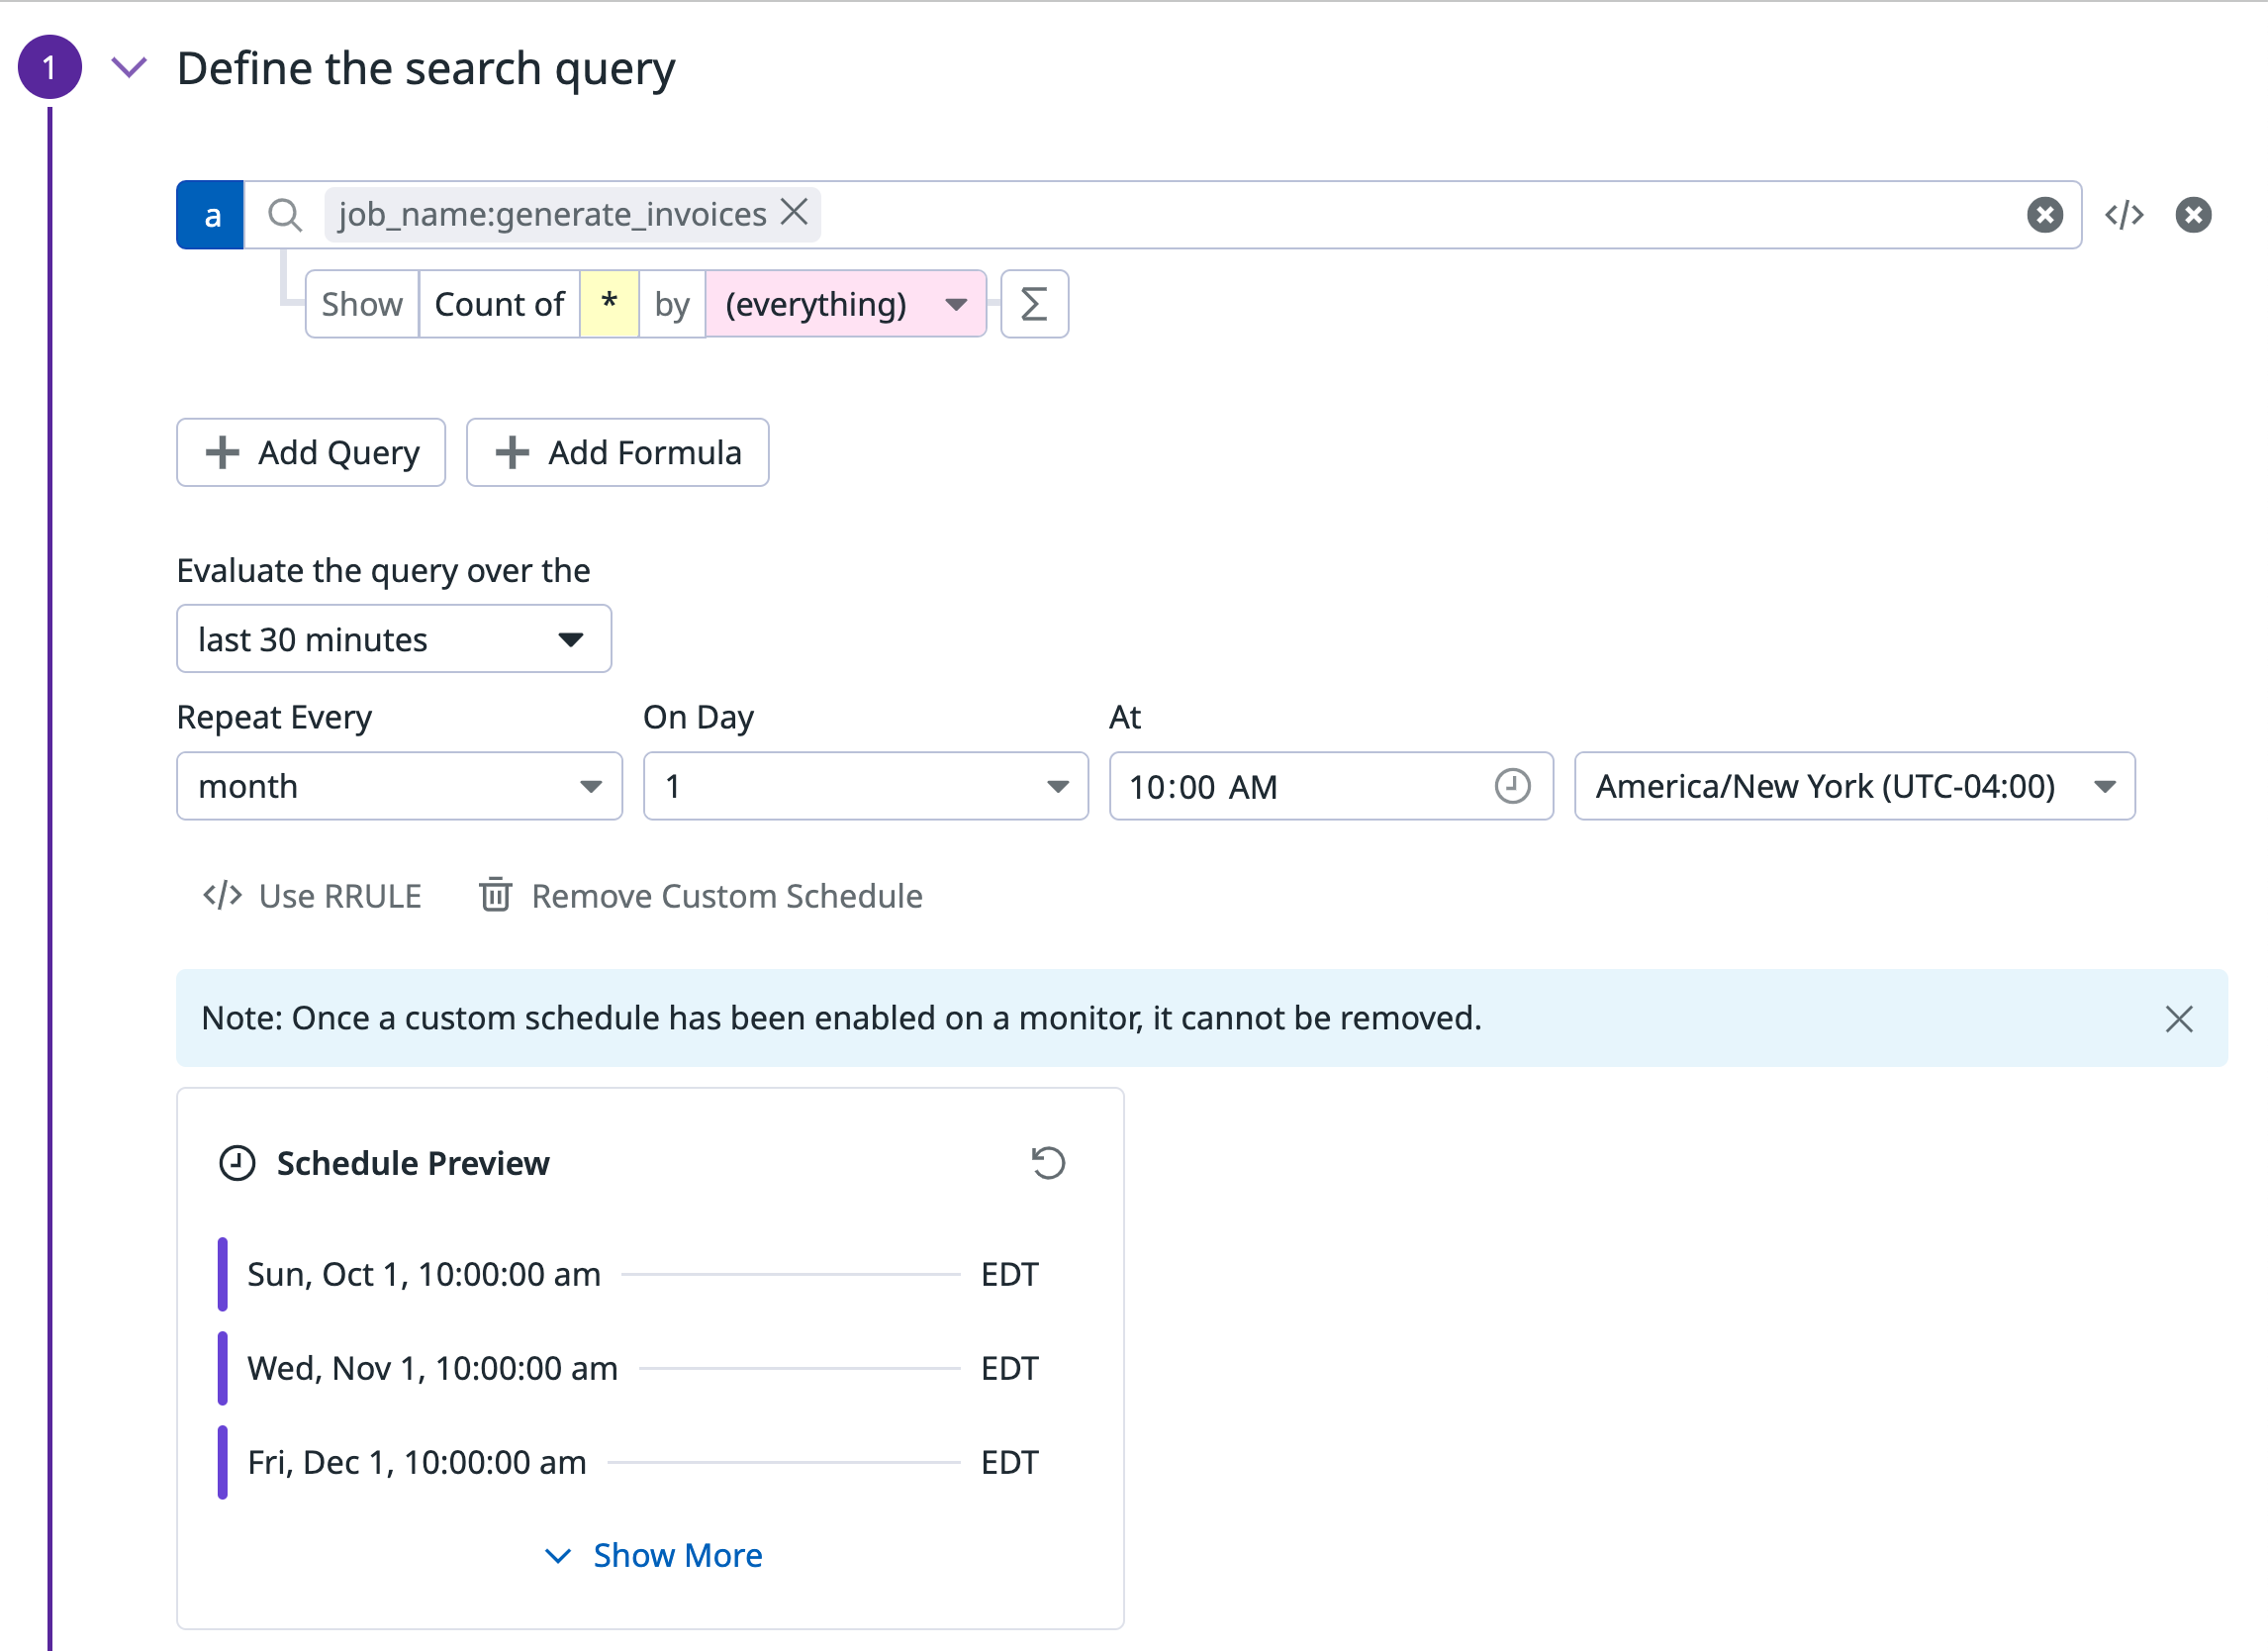 1 Define the search query
a job_name:generate_invoices
Show Count of * by (everything) Σ
Add Query Add Formula
Evaluate the query over the
last 30 minutes
Repeat Every On Day At
month 1 10:00 AM America/New York (UTC-04:00)
</> Use RRULE Remove Custom Schedule
Note: Once a custom schedule has been enabled on a monitor, it cannot be removed.
Schedule Preview
Sun, Oct 1, 10:00:00 am EDT
Wed, Nov 1, 10:00:00 am EDT
Fri, Dec 1, 10:00:00 am EDT
Show More